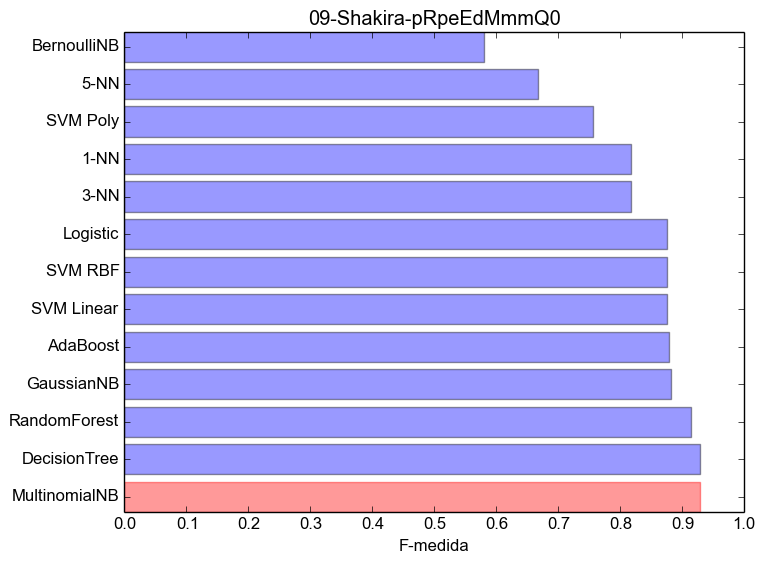 09-Shakira-pRpeEdMmmQ0
BernoulliNB
5-NN
SVM Poly
1-NN
3-NN
Logistic
SVM RBF
SVM Linear
AdaBoost
GaussianNB
RandomForest
DecisionTree
MultinomialNB
0.0 0.1 0.2 0.3 0.4 0.5 0.6 0.7 0.8 0.9 1.0
F-medida